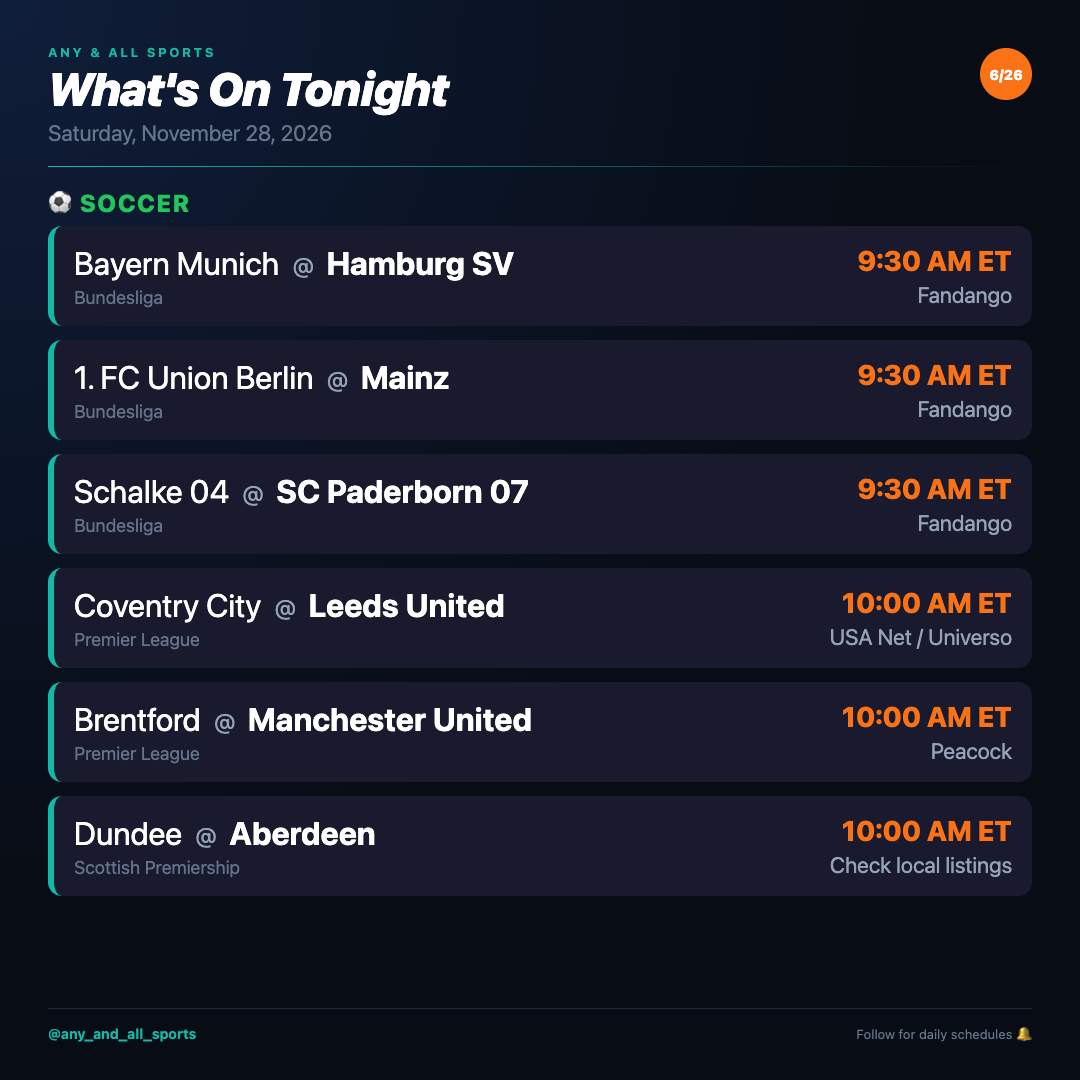 ANY & ALL SPORTS
What's On Tonight
6/26
Saturday, November 28, 2026
⚽ SOCCER
Bayern Munich @ Hamburg SV
9:30 AM ET
Bundesliga
Fandango
1. FC Union Berlin @ Mainz
9:30 AM ET
Bundesliga
Fandango
Schalke 04 @ SC Paderborn 07
9:30 AM ET
Bundesliga
Fandango
Coventry City @ Leeds United
10:00 AM ET
Premier League
USA Net / Universo
Brentford @ Manchester United
10:00 AM ET
Premier League
Peacock
Dundee @ Aberdeen
10:00 AM ET
Scottish Premiership
Check local listings
@any_and_all_sports
Follow for daily schedules 🔔